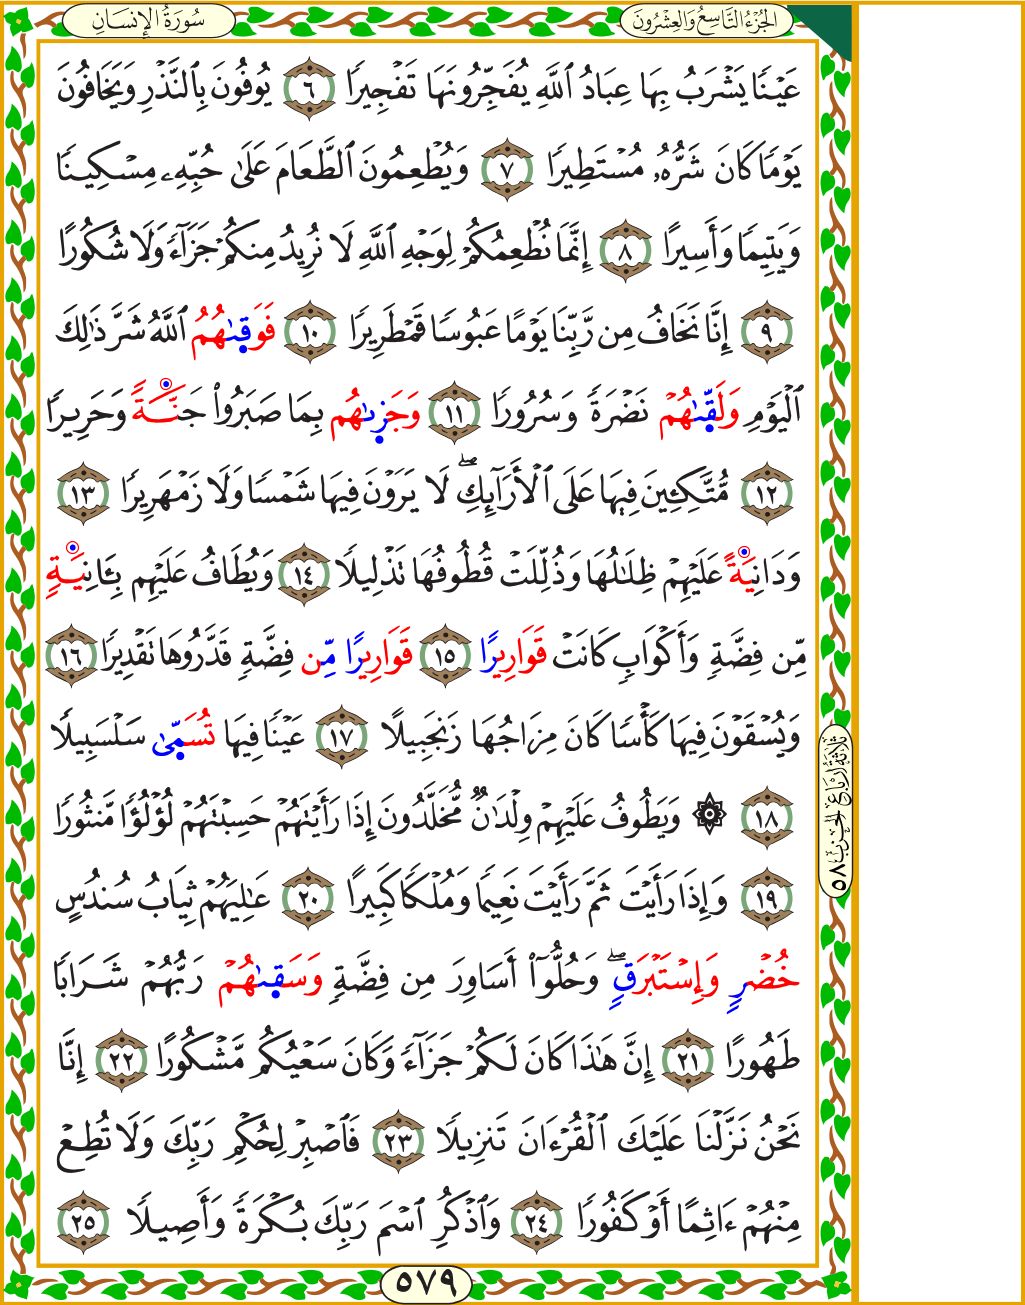 الجُزْءُ التَّاسِعُ وَالعِشْرُونَ
سُورَةُ الإِنسَانِ
عَيْنًا يَشْرَبُ بِهَا عِبَادُ ٱللَّهِ يُفَجِّرُونَهَا تَفْجِيرًا ٦ يُوفُونَ بِٱلنَّذْرِ وَيَخَافُونَ
يَوْمًا كَانَ شَرُّهُۥ مُسْتَطِيرًا ٧ وَيُطْعِمُونَ ٱلطَّعَامَ عَلَىٰ حُبِّهِۦ مِسْكِينًا
وَيَتِيمًا وَأَسِيرًا ٨ إِنَّمَا نُطْعِمُكُمْ لِوَجْهِ ٱللَّهِ لَا نُرِيدُ مِنكُمْ جَزَآءً وَلَا شُكُورًا
٩ إِنَّا نَخَافُ مِن رَّبِّنَا يَوْمًا عَبُوسًا قَمْطَرِيرًا ١٠ فَوَقِىٰهُمُ ٱللَّهُ شَرَّ ذَٰلِكَ
ٱلْيَوْمِ وَلَقِّىٰهُمْ نَضْرَةً وَسُرُورًا ١١ وَجَزِىٰهُم بِمَا صَبَرُوا۟ جَنَّةً وَحَرِيرًا
١٢ مُّتَّكِـِٔينَ فِيهَا عَلَى ٱلْأَرَآئِكِۖ لَا يَرَوْنَ فِيهَا شَمْسًا وَلَا زَمْهَرِيرًا ١٣
وَدَانِيَةً عَلَيْهِمْ ظِلَـٰلُهَا وَذُلِّلَتْ قُطُوفُهَا تَذْلِيلًا ١٤ وَيُطَافُ عَلَيْهِم بِـَٔانِيَةٍ
مِّن فِضَّةٍ وَأَكْوَابٍ كَانَتْ قَوَارِيرًا ١٥ قَوَارِيرًا مِّن فِضَّةٍ قَدَّرُوهَا تَقْدِيرًا ١٦
وَيُسْقَوْنَ فِيهَا كَأْسًا كَانَ مِزَاجُهَا زَنجَبِيلًا ١٧ عَيْنًا فِيهَا تُسَمِّىٰ سَلْسَبِيلًا
١٨ ۞ وَيَطُوفُ عَلَيْهِمْ وِلْدَٰنٌ مُّخَلَّدُونَ إِذَا رَأَيْتَهُمْ حَسِبْتَهُمْ لُؤْلُؤًا مَّنثُورًا
١٩ وَإِذَا رَأَيْتَ ثَمَّ رَأَيْتَ نَعِيمًا وَمُلْكًا كَبِيرًا ٢٠ عَـٰلِيَهُمْ ثِيَابُ سُندُسٍ
خُضْرٍ وَإِسْتَبْرَقٍۖ وَحُلُّوٓا۟ أَسَاوِرَ مِن فِضَّةٍ وَسَقِىٰهُمْ رَبُّهُمْ شَرَابًا
طَهُورًا ٢١ إِنَّ هَـٰذَا كَانَ لَكُمْ جَزَآءً وَكَانَ سَعْيُكُم مَّشْكُورًا ٢٢ إِنَّا
نَحْنُ نَزَّلْنَا عَلَيْكَ ٱلْقُرْءَانَ تَنزِيلًا ٢٣ فَٱصْبِرْ لِحُكْمِ رَبِّكَ وَلَا تُطِعْ
مِنْهُمْ ءَاثِمًا أَوْ كَفُورًا ٢٤ وَٱذْكُرِ ٱسْمَ رَبِّكَ بُكْرَةً وَأَصِيلًا ٢٥
ثَلَاثَةُ أَرْبَاعِ الحِزْبِ ٥٨
٥٧٩